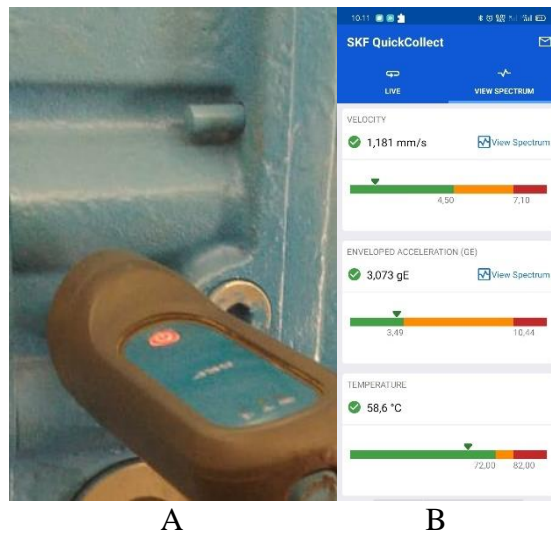 10.11
SKF QuickCollect
LIVE
VIEW SPECTRUM
VELOCITY
1,181 mm/s
View Spectrum
4,50
7,10
ENVELOPED ACCELERATION (GE)
3,073 gE
View Spectrum
3,49
10,44
TEMPERATURE
58,6 °C
72,00
82,00
A
B